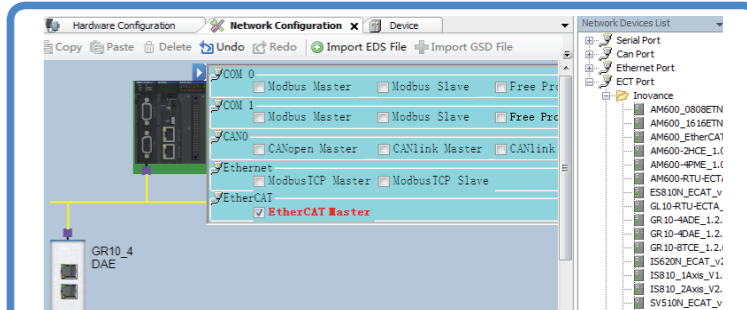 Hardware Configuration Network Configuration X Device
Copy Paste Delete Undo Redo Import EDS File Import GSD File
COM 0
Modbus Master Modbus Slave Free Pro
COM 1
Modbus Master Modbus Slave Free Pro
CAN0
CANopen Master CANlink Master CANlink
Ethernet
ModbusTCP Master ModbusTCP Slave
EtherCAT
EtherCAT Master
GR10_4
DAE
Network Devices List
Serial Port
Can Port
Ethernet Port
ECT Port
Inovance
AM600_0808ETN
AM600_1616ETN
AM600_EtherCAT
AM600-2HCE_1.0
AM600-4PME_1.0
AM600-RTU-ECTA
ES810N_ECAT_v
GL10-RTU-ECTA_
GR10-4ADE_1.2.
GR10-4DAE_1.2.
GR10-8TCE_1.2.
IS620N_ECAT_v2
IS810_1Axis_V1.
IS810_2Axis_V2.
SV510N_ECAT_v